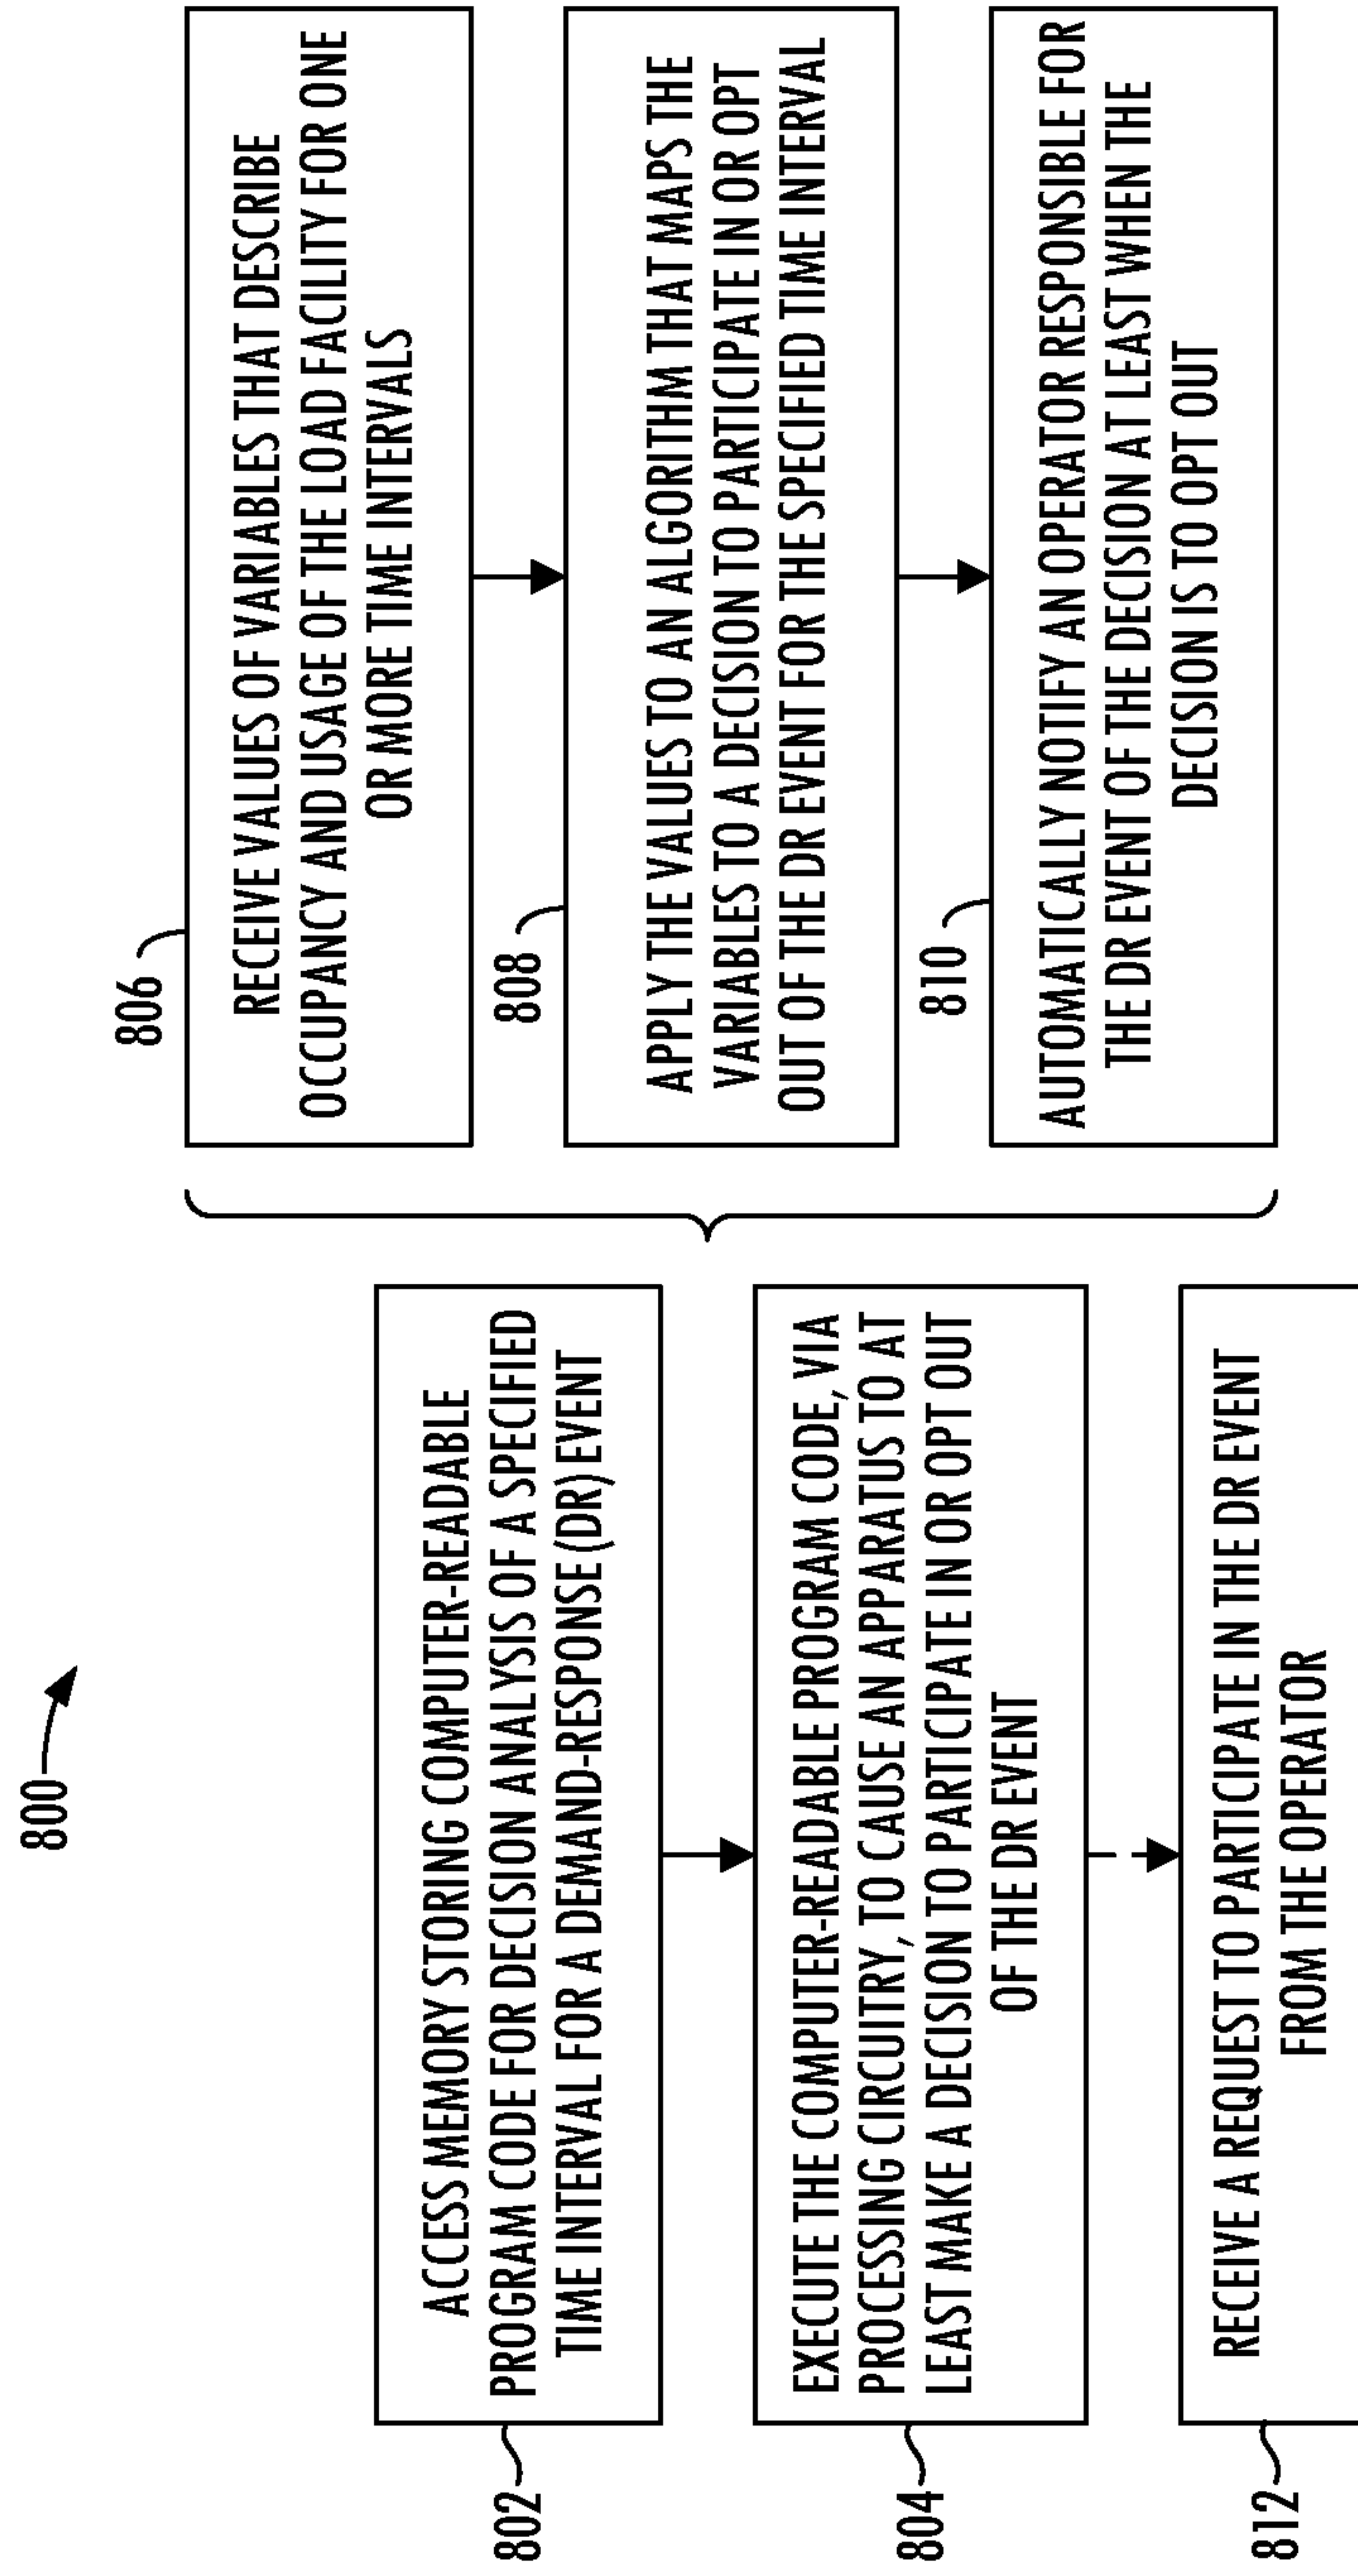 800
802
ACCESS MEMORY STORING COMPUTER-READABLE
PROGRAM CODE FOR DECISION ANALYSIS OF A SPECIFIED
TIME INTERVAL FOR A DEMAND-RESPONSE (DR) EVENT
804
EXECUTE THE COMPUTER-READABLE PROGRAM CODE, VIA
PROCESSING CIRCUITRY, TO CAUSE AN APPARATUS TO AT
LEAST MAKE A DECISION TO PARTICIPATE IN OR OPT OUT
OF THE DR EVENT
812
RECEIVE A REQUEST TO PARTICIPATE IN THE DR EVENT
FROM THE OPERATOR
806
RECEIVE VALUES OF VARIABLES THAT DESCRIBE
OCCUPANCY AND USAGE OF THE LOAD FACILITY FOR ONE
OR MORE TIME INTERVALS
808
APPLY THE VALUES TO AN ALGORITHM THAT MAPS THE
VARIABLES TO A DECISION TO PARTICIPATE IN OR OPT
OUT OF THE DR EVENT FOR THE SPECIFIED TIME INTERVAL
810
AUTOMATICALLY NOTIFY AN OPERATOR RESPONSIBLE FOR
THE DR EVENT OF THE DECISION AT LEAST WHEN THE
DECISION IS TO OPT OUT